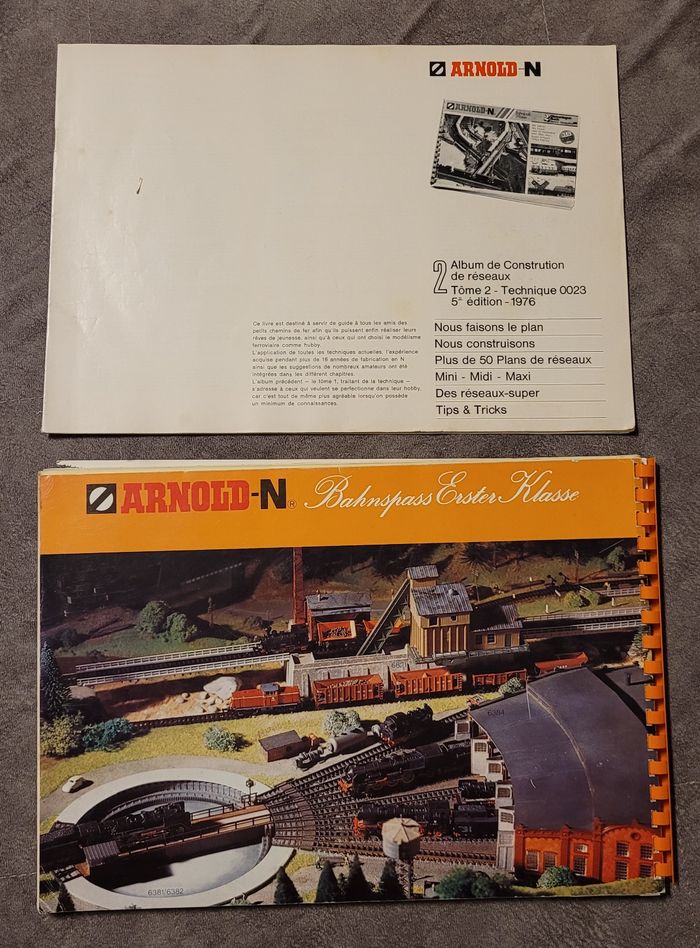 ARNOLD-N
ARNOLD-N
2 Album de Constrution
de réseaux
Tôme 2 - Technique 0023
5° édition - 1976
Ce livre est destiné à servir de guide à tous les amis des
petits chemins de fer afin qu'ils puissent enfin réaliser leurs
rêves de jeunesse, ainsi qu'à ceux qui ont choisi le modélisme
ferroviaire comme hubby.
L'application de toutes les techniques actuelles, l'expérience
acquise pendant plus de 16 années de fabrication en N
ainsi que les suggestions de nombreux amateurs ont été
intégrées dans les différent chapitres.
L'album précédent — le tôme 1, traitant de la technique —
s'adresse à ceux qui veulent se perfectionne dans leur hobby,
car c'est tout de même plus agréable lorsqu'on possède
un minimum de connaissances.
Nous faisons le plan
Nous construisons
Plus de 50 Plans de réseaux
Mini - Midi - Maxi
Des réseaux-super
Tips & Tricks
ARNOLD-N® Bahnspass Erster Klasse
6384
6381/6382